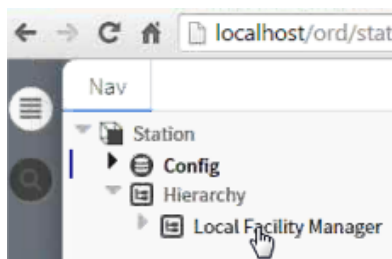 localhost/ord/stat
Nav
Station
Config
Hierarchy
Local Facility Manager